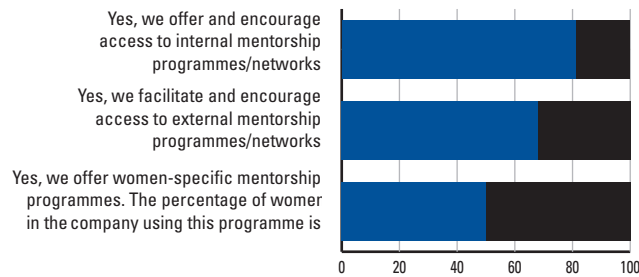 Yes, we offer and encourage
access to internal mentorship
programmes/networks
Yes, we facilitate and encourage
access to external mentorship
programmes/networks
Yes, we offer women-specific mentorship
programmes. The percentage of women
in the company using this programme is
0 20 40 60 80 100